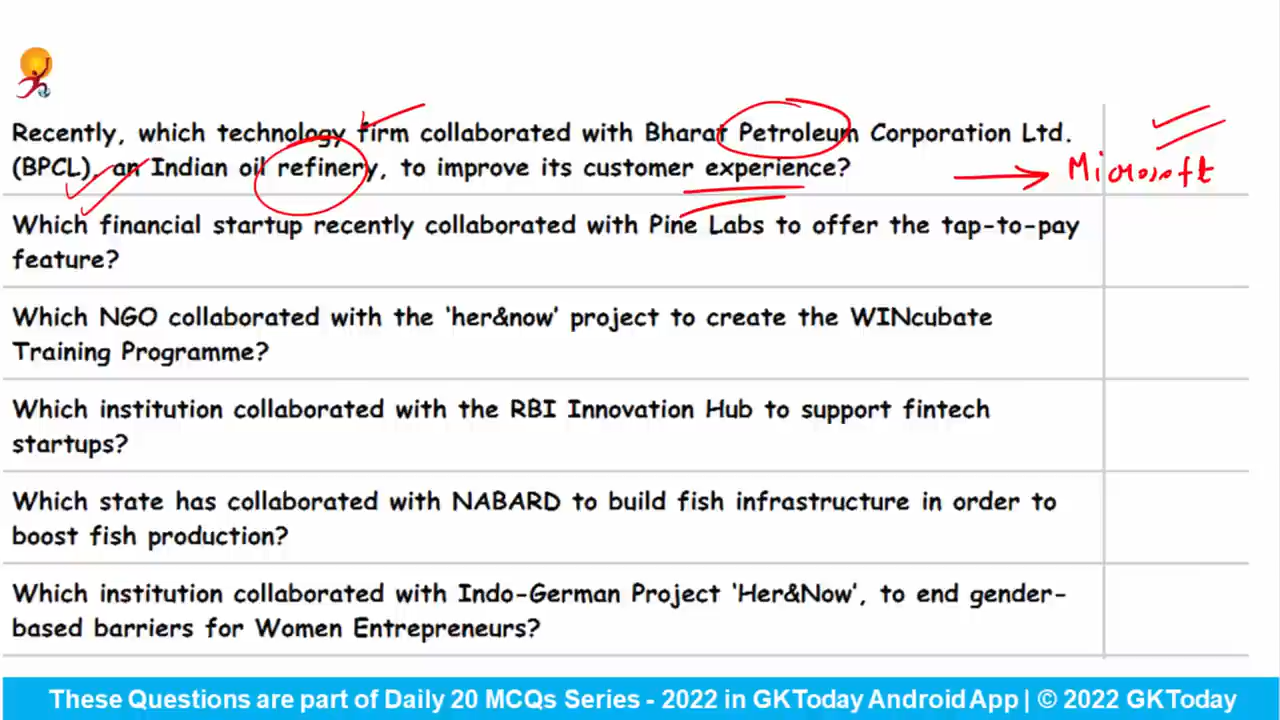 Recently, which technology firm collaborated with Bharat Petroleum Corporation Ltd.
(BPCL), an Indian oil refinery, to improve its customer experience?
Microsoft
Which financial startup recently collaborated with Pine Labs to offer the tap-to-pay
feature?
Which NGO collaborated with the 'her&now' project to create the WINcubate
Training Programme?
Which institution collaborated with the RBI Innovation Hub to support fintech
startups?
Which state has collaborated with NABARD to build fish infrastructure in order to
boost fish production?
Which institution collaborated with Indo-German Project 'Her&Now', to end gender-
based barriers for Women Entrepreneurs?
These Questions are part of Daily 20 MCQs Series - 2022 in GKToday Android App | © 2022 GKToday